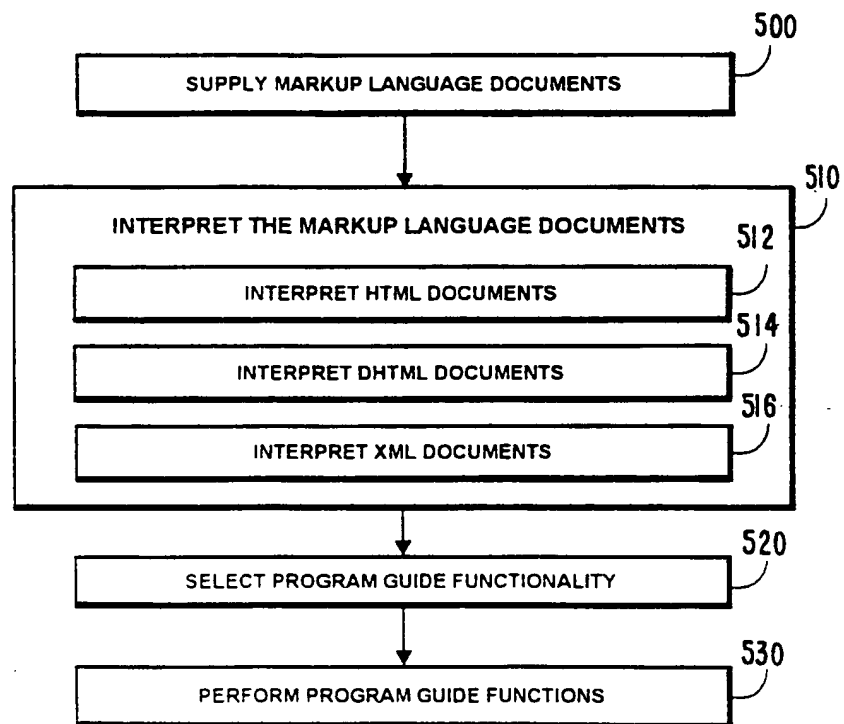 500
SUPPLY MARKUP LANGUAGE DOCUMENTS
510
INTERPRET THE MARKUP LANGUAGE DOCUMENTS
512
INTERPRET HTML DOCUMENTS
514
INTERPRET DHTML DOCUMENTS
516
INTERPRET XML DOCUMENTS
520
SELECT PROGRAM GUIDE FUNCTIONALITY
530
PERFORM PROGRAM GUIDE FUNCTIONS